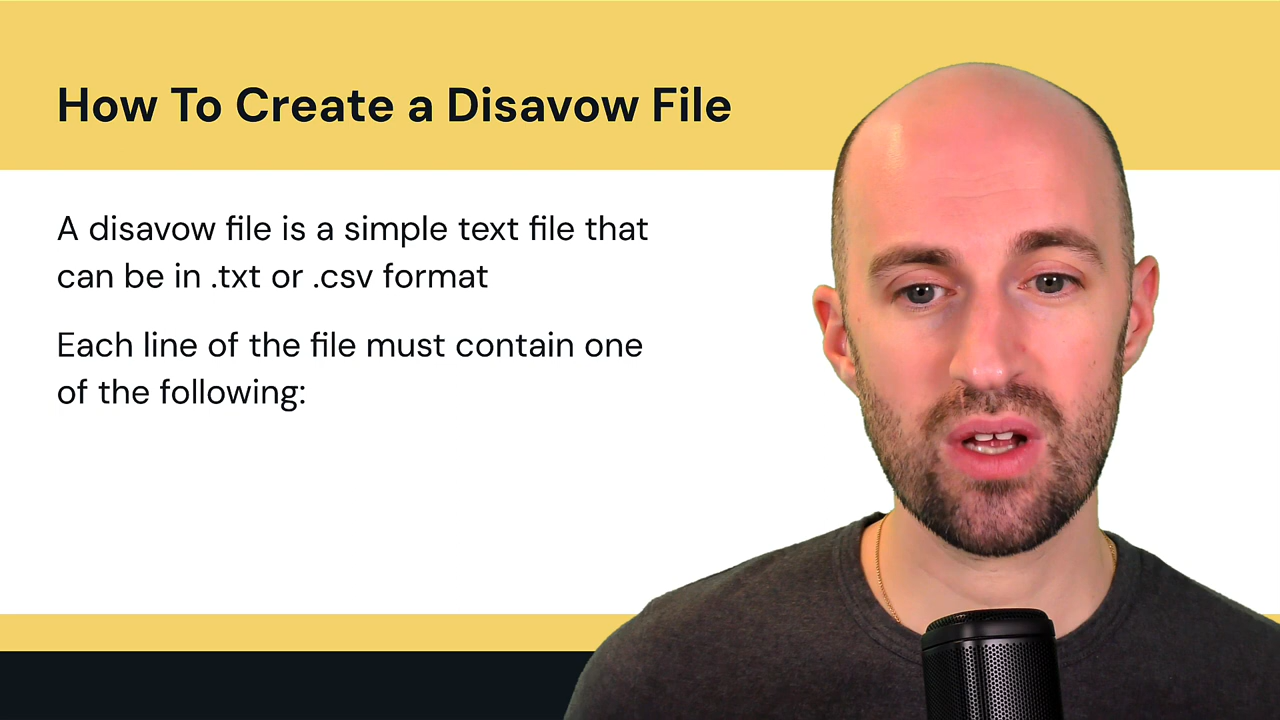 How To Create a Disavow File
A disavow file is a simple text file that
can be in .txt or .csv format
Each line of the file must contain one
of the following: